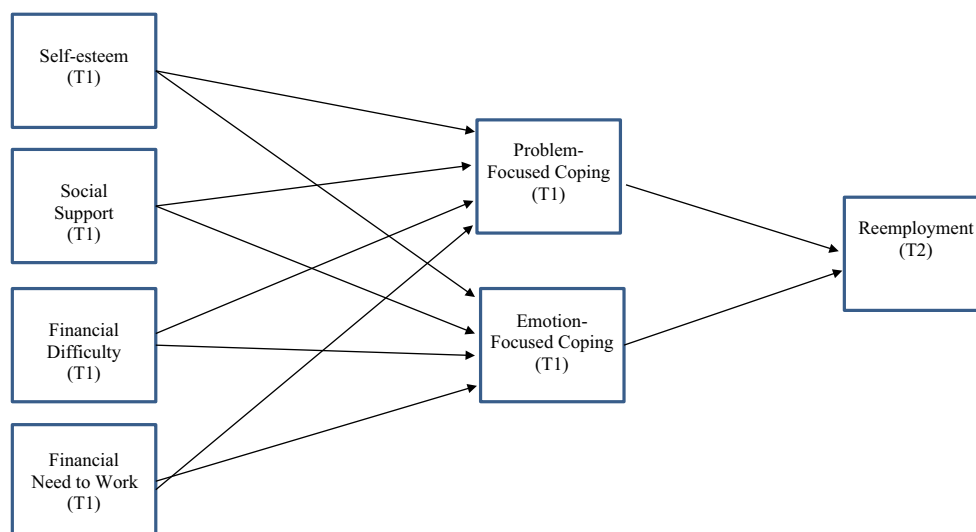 Self-esteem
(T1)
Social
Support
(T1)
Financial
Difficulty
(T1)
Financial
Need to Work
(T1)
Problem-
Focused Coping
(T1)
Emotion-
Focused Coping
(T1)
Reemployment
(T2)